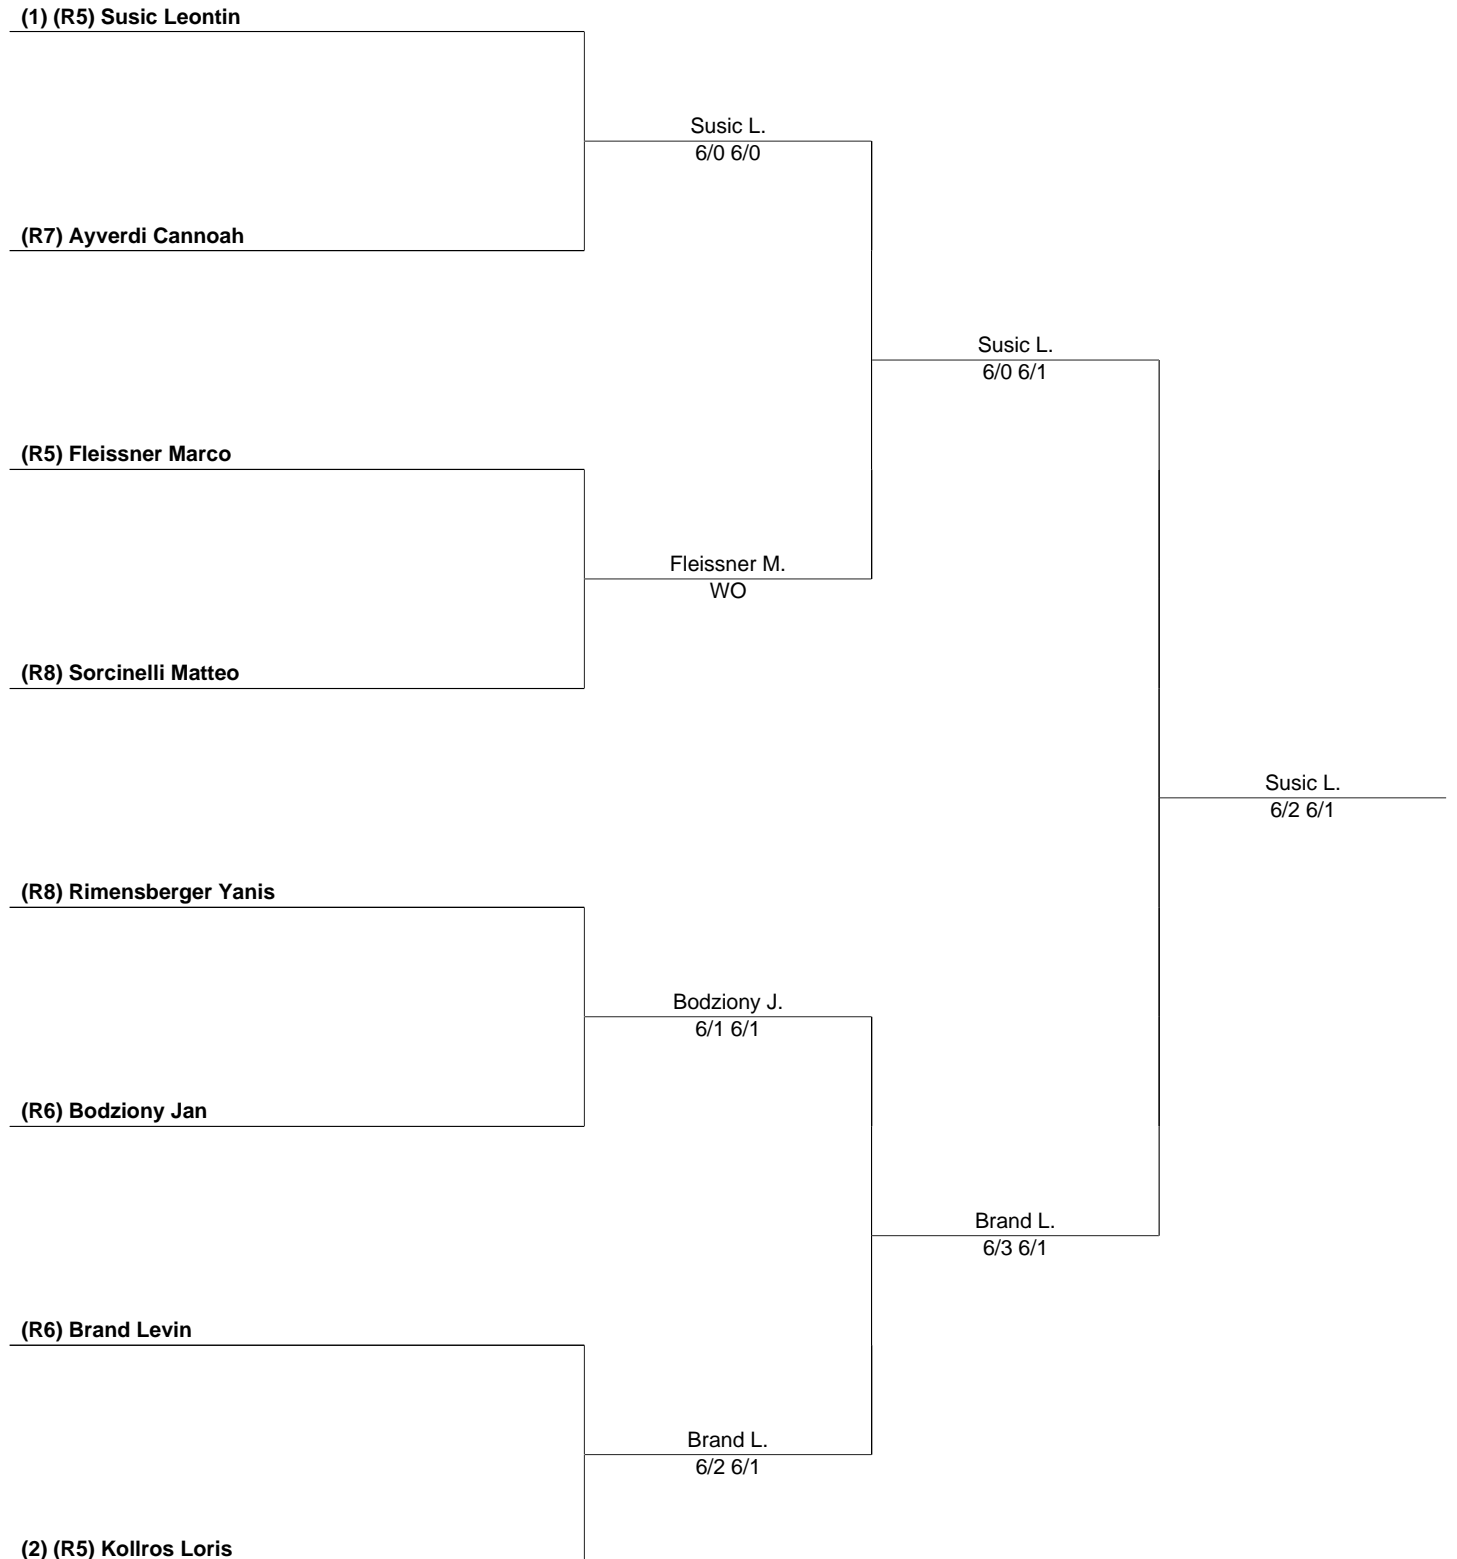 (1) (R5) Susic Leontin
Susic L.
6/0 6/0
(R7) Ayverdi Cannoah
Susic L.
6/0 6/1
(R5) Fleissner Marco
Fleissner M.
WO
(R8) Sorcinelli Matteo
Susic L.
6/2 6/1
(R8) Rimensberger Yanis
Bodziony J.
6/1 6/1
(R6) Bodziony Jan
Brand L.
6/3 6/1
(R6) Brand Levin
Brand L.
6/2 6/1
(2) (R5) Kollros Loris